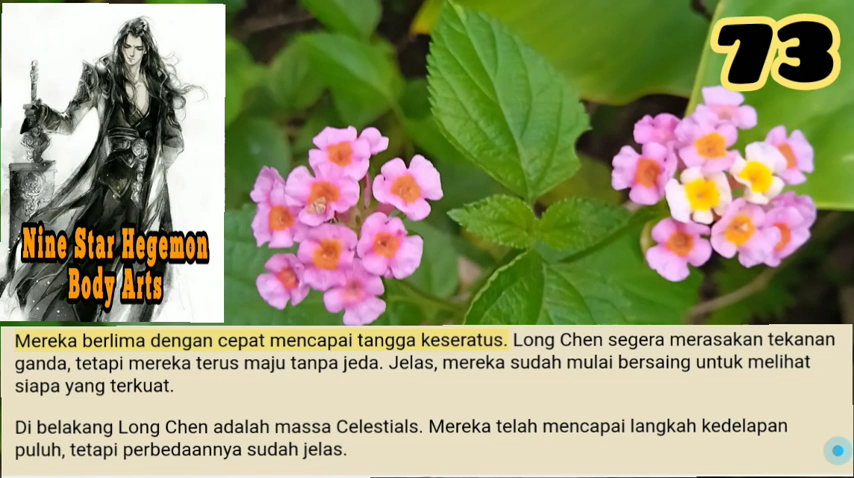 73
Nine Star Hegemon
Body Arts
Mereka berlima dengan cepat mencapai tangga keseratus. Long Chen segera merasakan tekanan
ganda, tetapi mereka terus maju tanpa jeda. Jelas, mereka sudah mulai bersaing untuk melihat
siapa yang terkuat.
Di belakang Long Chen adalah massa Celestials. Mereka telah mencapai langkah kedelapan
puluh, tetapi perbedaannya sudah jelas.